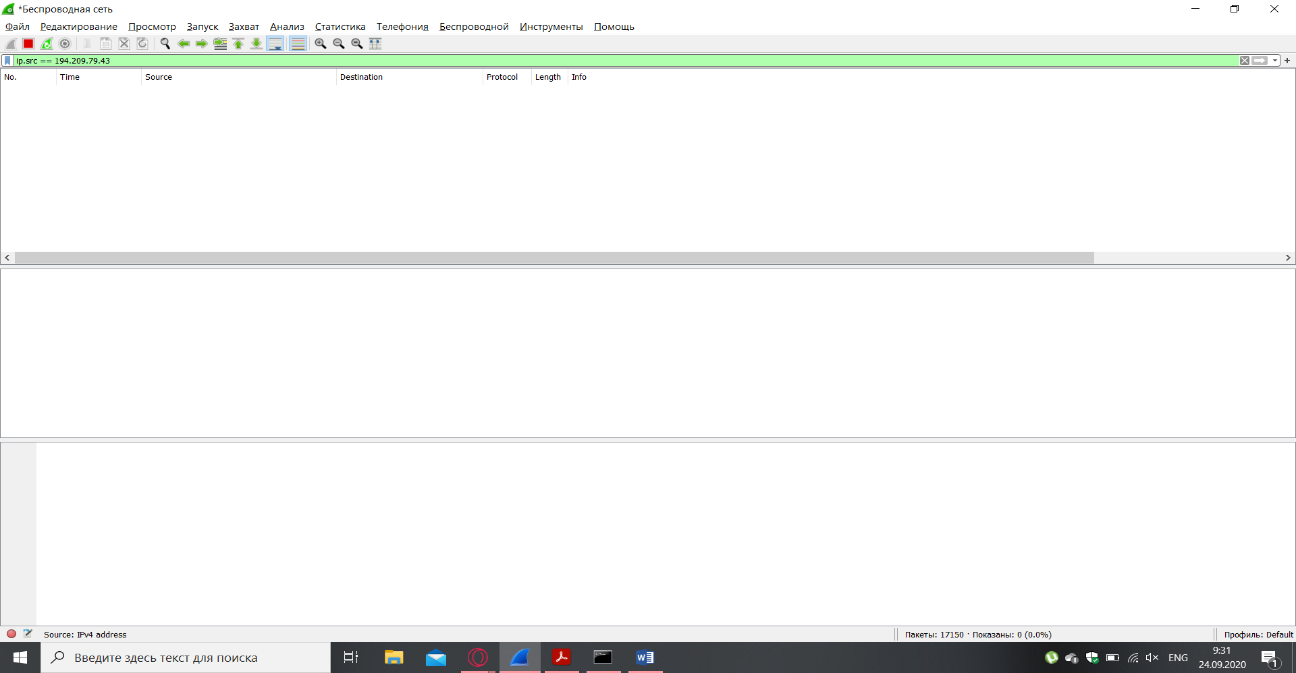 *Беспроводная сеть
Файл Редактирование Просмотр Запуск Захват Анализ Статистика Телефония Беспроводной Инструменты Помощь
ip.src == 194.209.79.43
No. Time Source Destination Protocol Length Info
Source: IPv4 address Пакеты: 17150 · Показаны: 0 (0.0%) Профиль: Default
Введите здесь текст для поиска
ENG
9:31
24.09.2020
1